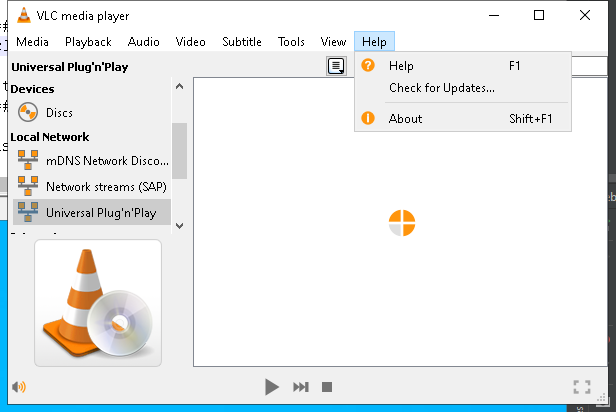 VLC media player
Media Playback Audio Video Subtitle Tools View Help
Universal Plug'n'Play
Help F1
Check for Updates...
About Shift+F1
Devices
Discs
Local Network
mDNS Network Disco...
Network streams (SAP)
Universal Plug'n'Play